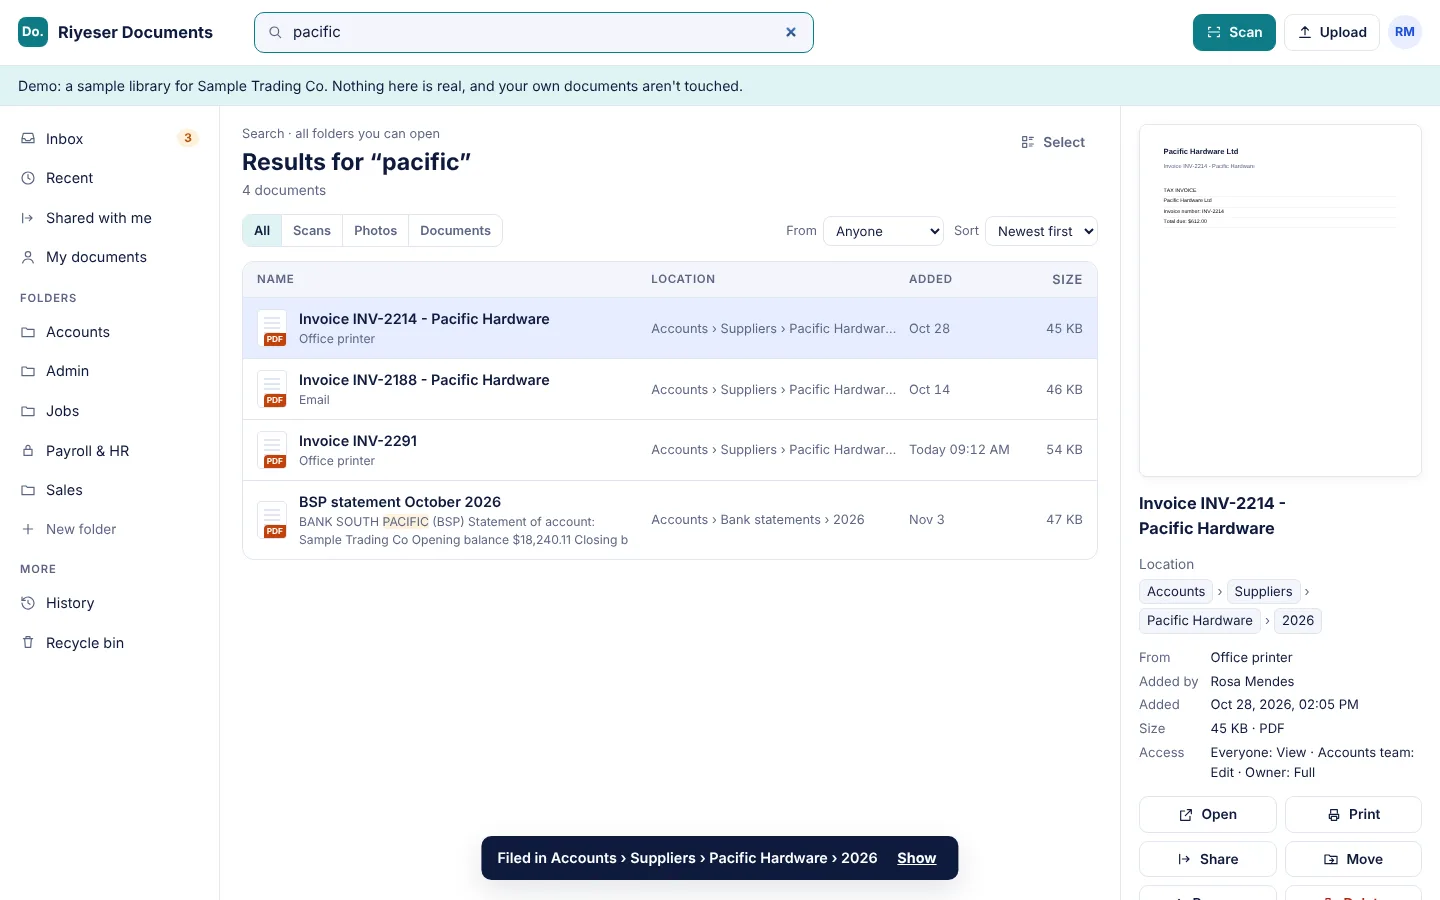 Do. Riyeser Documents
pacific
Scan
Upload
RM
Demo: a sample library for Sample Trading Co. Nothing here is real, and your own documents aren't touched.
Inbox 3
Recent
Shared with me
My documents
FOLDERS
Accounts
Admin
Jobs
Payroll & HR
Sales
New folder
MORE
History
Recycle bin
Search · all folders you can open
Results for “pacific”
4 documents
Select
All Scans Photos Documents
From Anyone Sort Newest first
NAME LOCATION ADDED SIZE
PDF Invoice INV-2214 - Pacific Hardware
Office printer
Accounts › Suppliers › Pacific Hardwar... Oct 28 45 KB
PDF Invoice INV-2188 - Pacific Hardware
Email
Accounts › Suppliers › Pacific Hardwar... Oct 14 46 KB
PDF Invoice INV-2291
Office printer
Accounts › Suppliers › Pacific Hardwar... Today 09:12 AM 54 KB
PDF BSP statement October 2026
BANK SOUTH PACIFIC (BSP) Statement of account:
Sample Trading Co Opening balance $18,240.11 Closing b
Accounts › Bank statements › 2026 Nov 3 47 KB
Filed in Accounts › Suppliers › Pacific Hardware › 2026 Show
Pacific Hardware Ltd
Invoice INV-2214 - Pacific Hardware
TAX INVOICE
Pacific Hardware Ltd
Invoice number: INV-2214
Total due: $612.00
Invoice INV-2214 -
Pacific Hardware
Location
Accounts › Suppliers ›
Pacific Hardware › 2026
From Office printer
Added by Rosa Mendes
Added Oct 28, 2026, 02:05 PM
Size 45 KB · PDF
Access Everyone: View · Accounts team:
Edit · Owner: Full
Open Print
Share Move